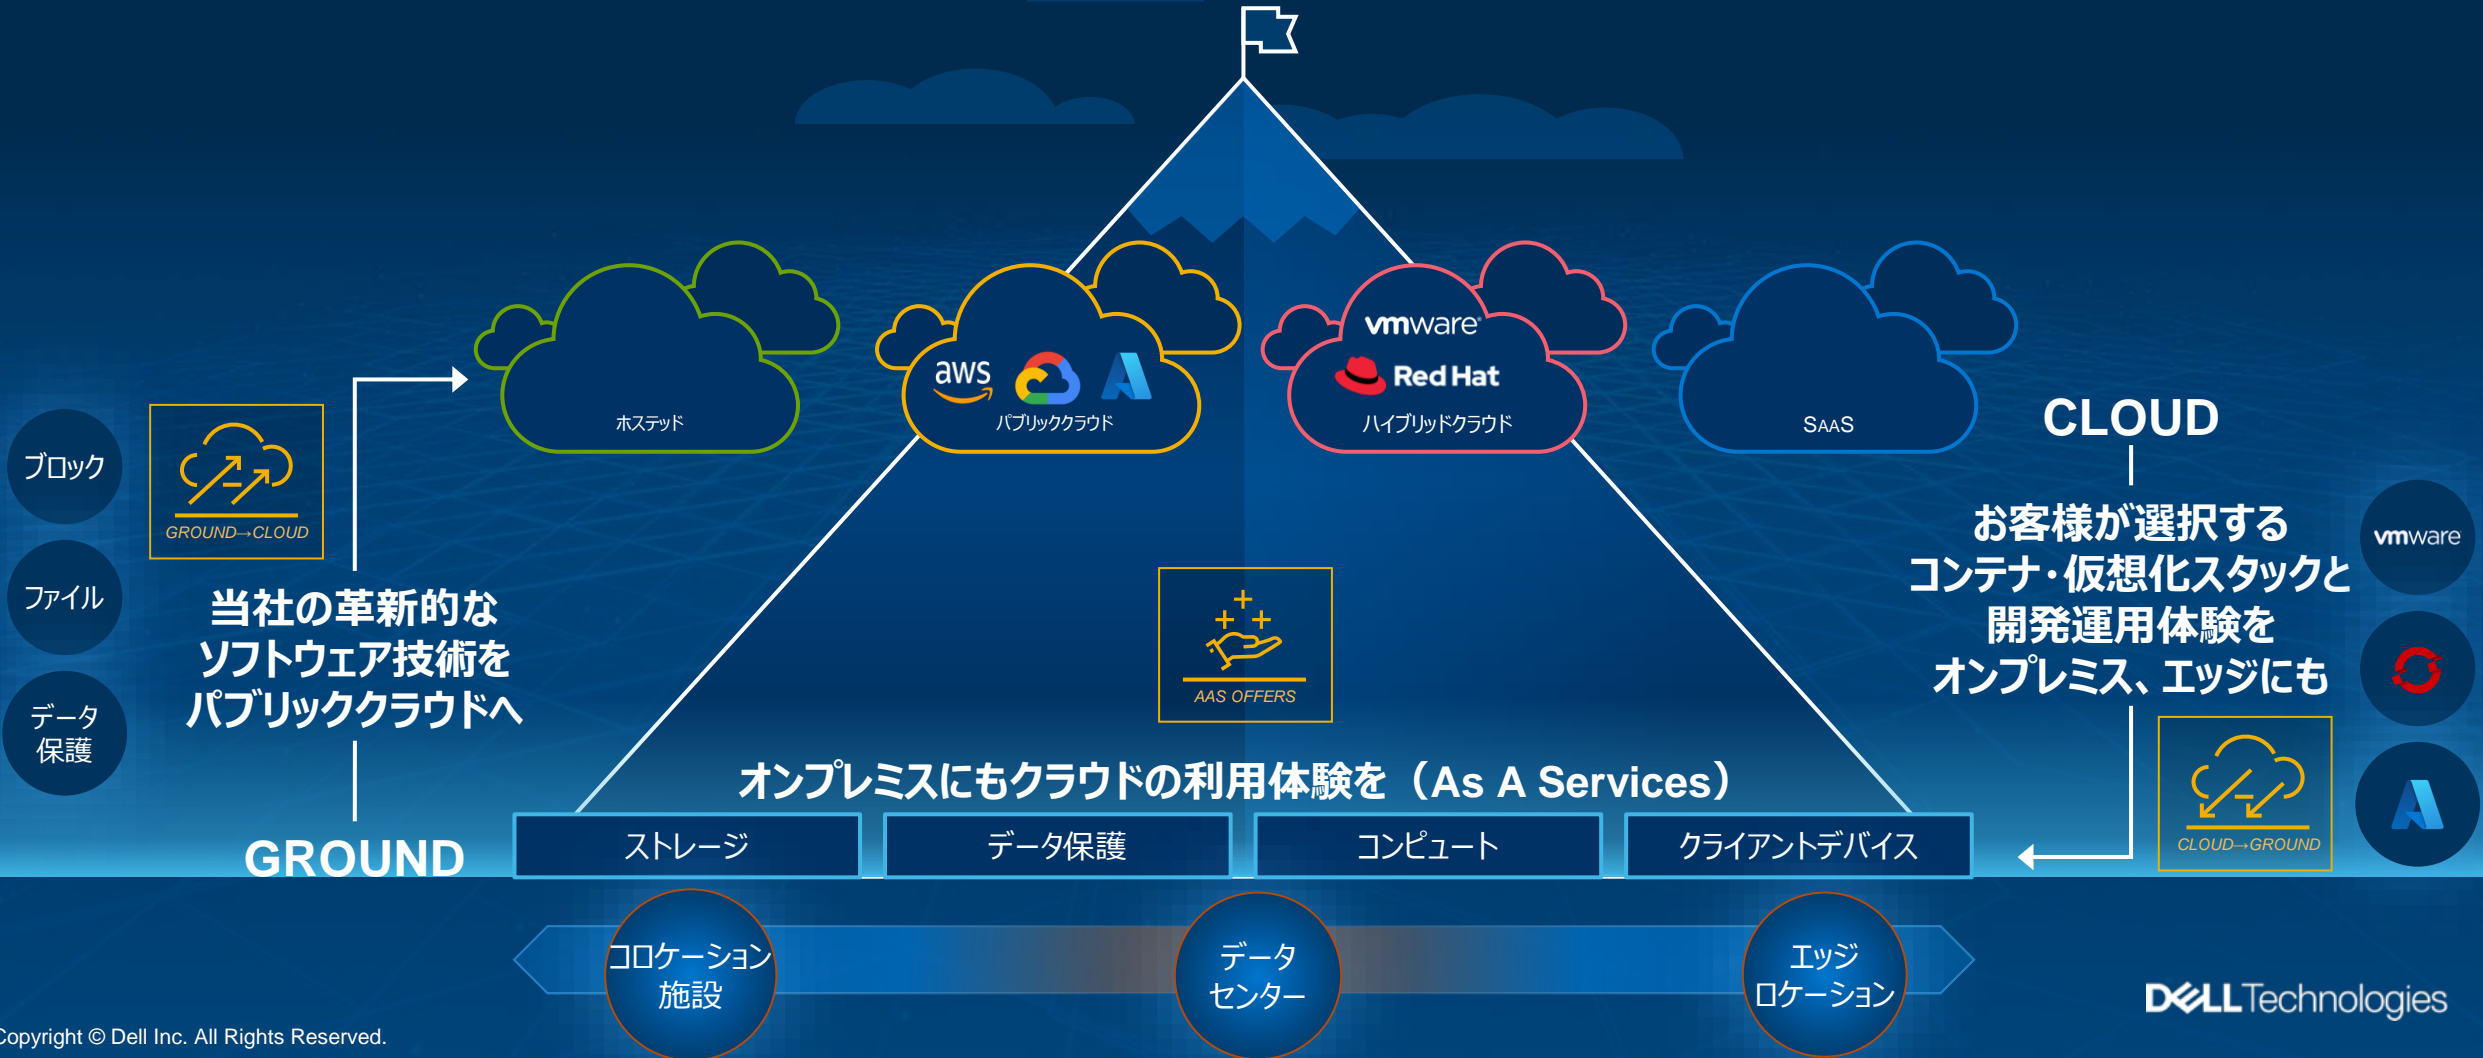 vmware
aws
Red Hat
ホステッド
パブリッククラウド
ハイブリッドクラウド
SAAS
ブロック
ファイル
データ
保護
GROUND→CLOUD
当社の革新的な
ソフトウェア技術を
パブリッククラウドへ
GROUND
AAS OFFERS
オンプレミスにもクラウドの利用体験を（As A Services）
ストレージ
データ保護
コンピュート
クライアントデバイス
CLOUD
お客様が選択する
コンテナ・仮想化スタックと
開発運用体験を
オンプレミス、エッジにも
CLOUD→GROUND
vmware
コロケーション
施設
データ
センター
エッジ
ロケーション
DELLTechnologies
Copyright © Dell Inc. All Rights Reserved.